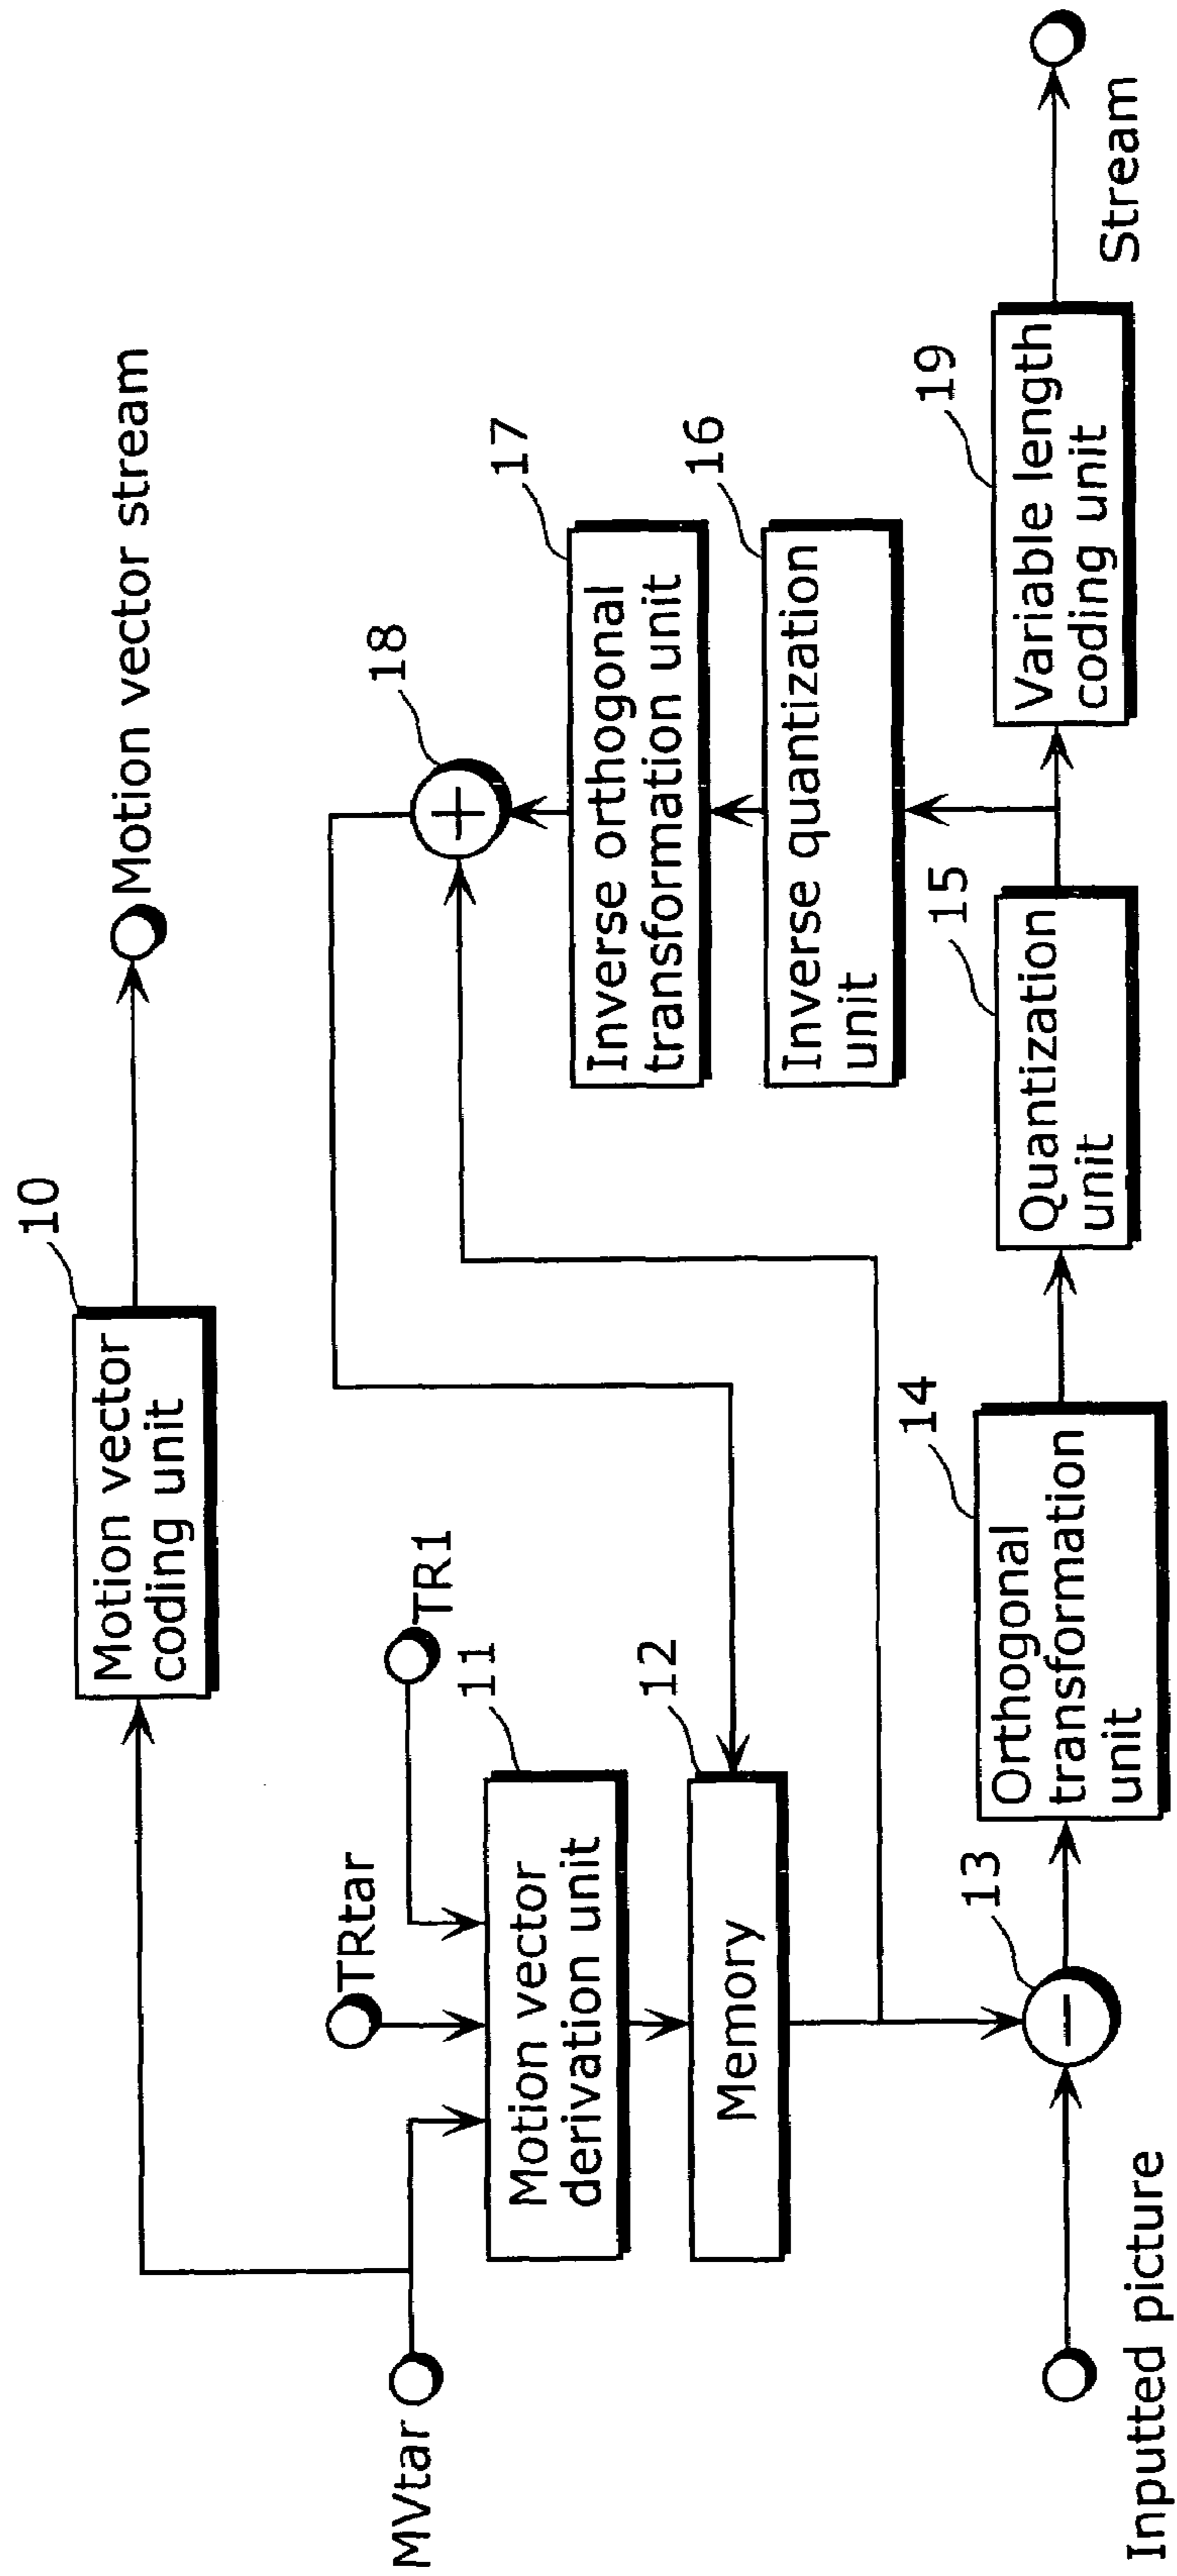 10
Motion vector
coding unit
Motion vector stream
MVtar
TRtar
TR1
11
Motion vector
derivation unit
12
Memory
18
17
Inverse orthogonal
transformation unit
16
Inverse quantization
unit
Inputted picture
13
14
Orthogonal
transformation
unit
15
Quantization
unit
19
Variable length
coding unit
Stream